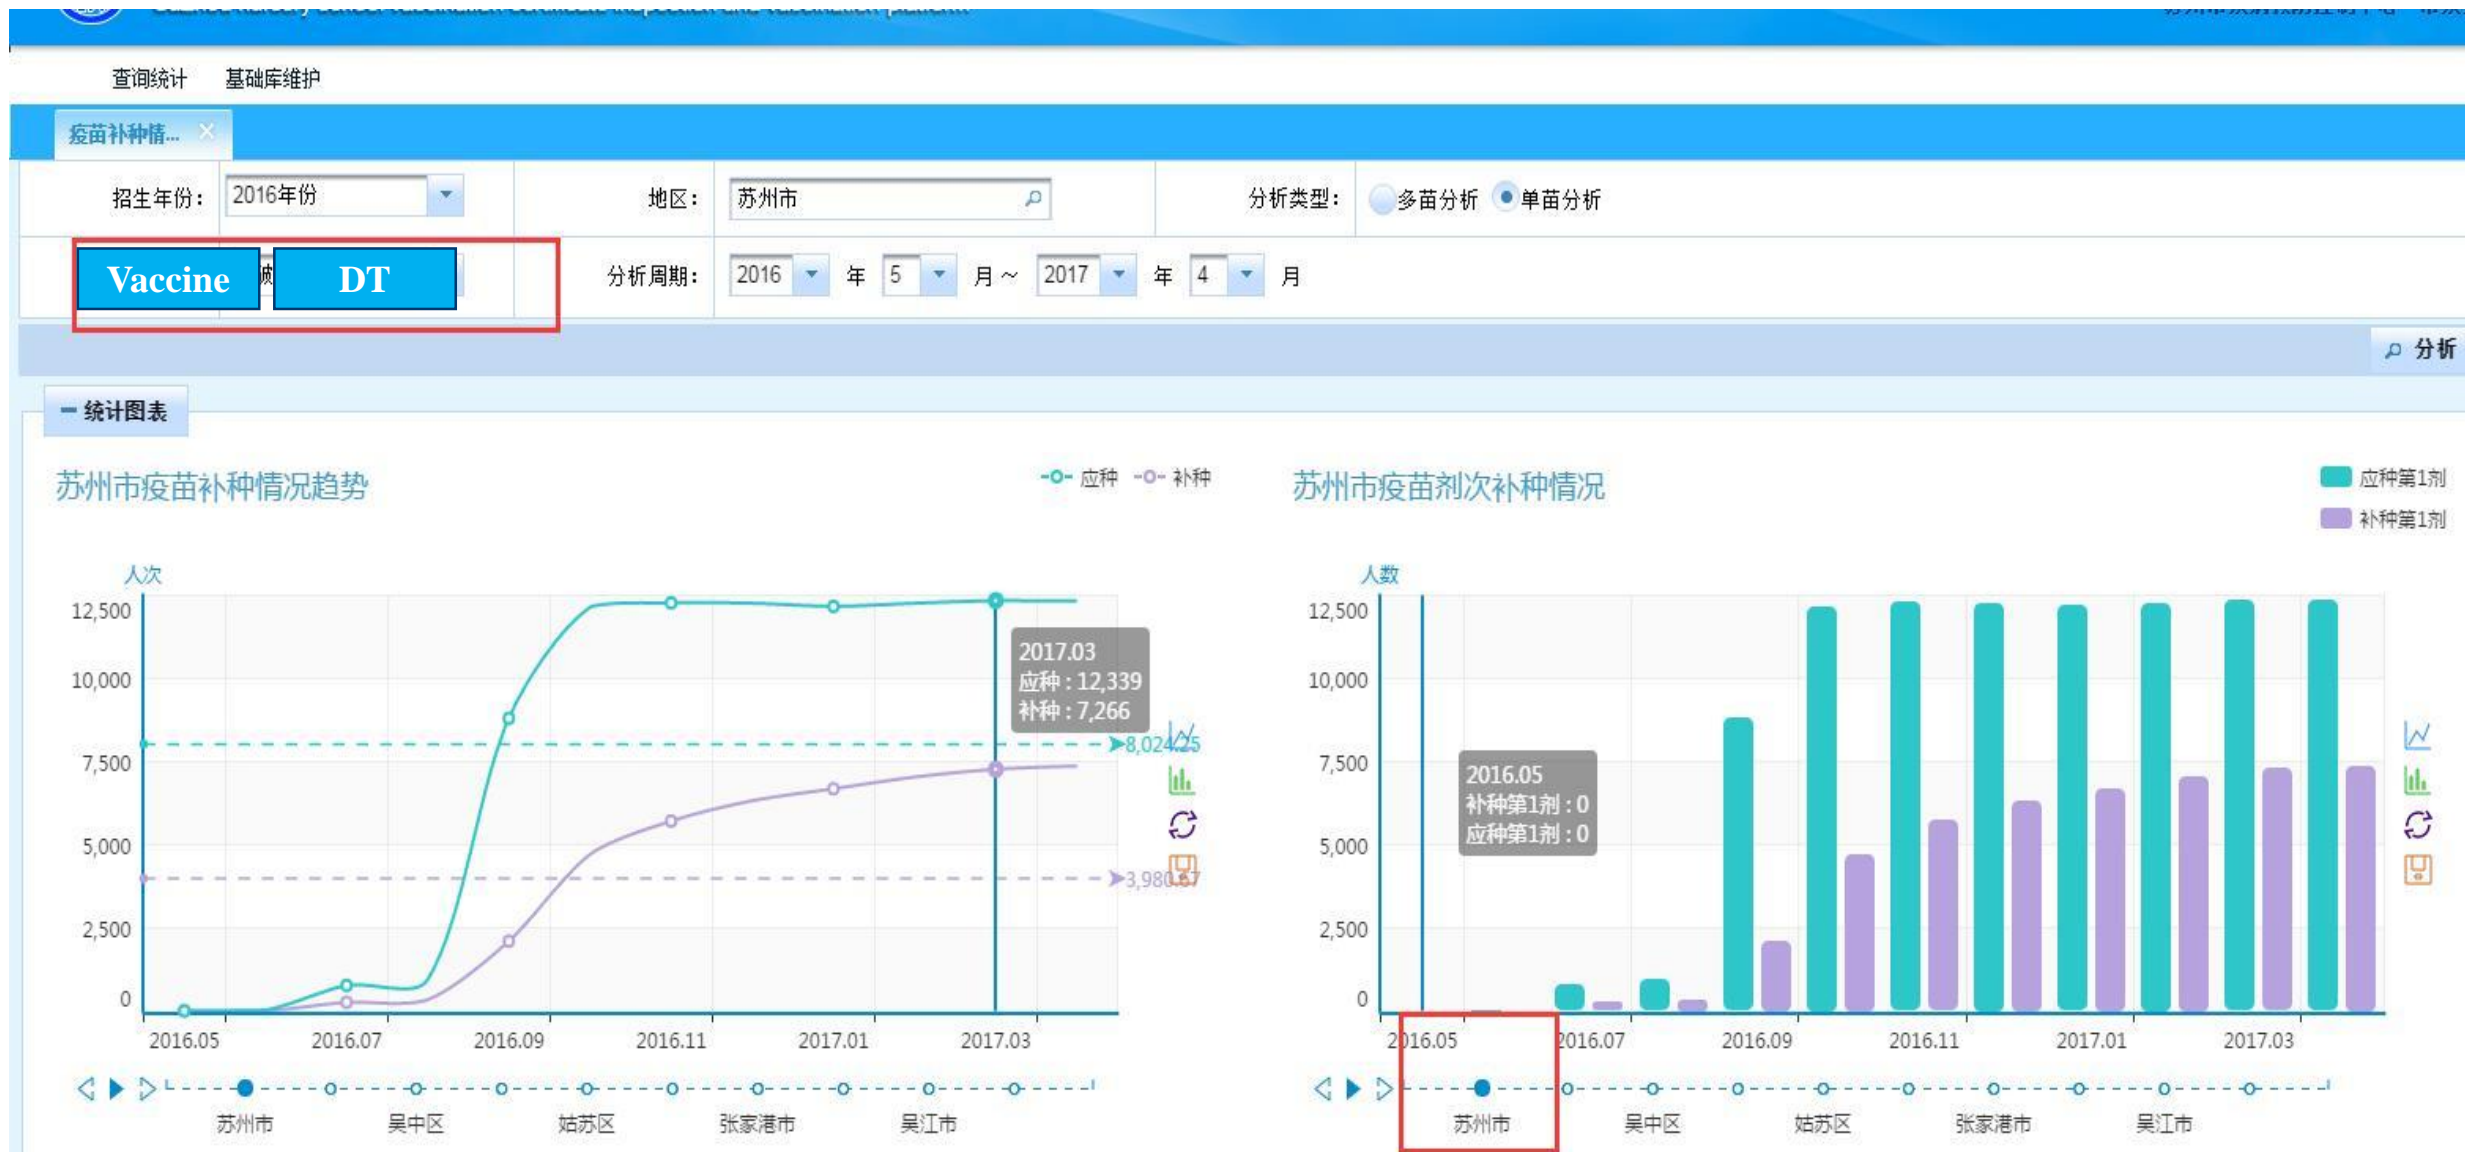 查询统计 基础库维护
疫苗补种情... ×
招生年份： 2016年份 地区： 苏州市 分析类型： 多苗分析 单苗分析
Vaccine DT 分析周期： 2016 年 5 月～ 2017 年 4 月
分析
统计图表
苏州市疫苗补种情况趋势 应种 补种
人次
12,500
10,000
7,500
5,000
2,500
0
2017.03
应种 : 12,339
补种 : 7,266
8,024.25
3,980.67
2016.05 2016.07 2016.09 2016.11 2017.01 2017.03
苏州市 吴中区 姑苏区 张家港市 吴江市
苏州市疫苗剂次补种情况
应种第1剂
补种第1剂
人数
12,500
10,000
7,500
5,000
2,500
0
2016.05
补种第1剂 : 0
应种第1剂 : 0
2016.05 2016.07 2016.09 2016.11 2017.01 2017.03
苏州市 吴中区 姑苏区 张家港市 吴江市